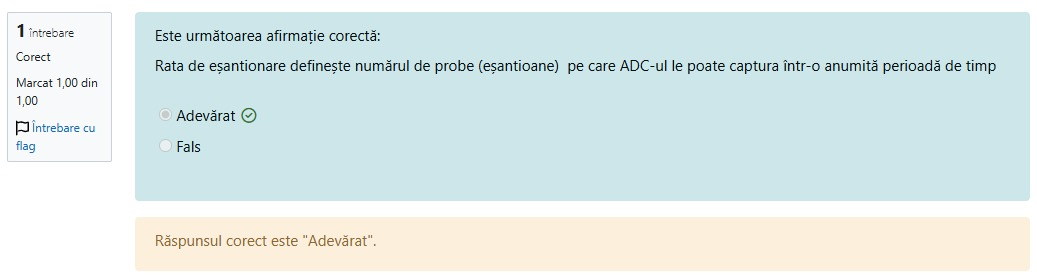 1 întrebare
Corect
Marcat 1,00 din
1,00
Întrebare cu
flag
Este următoarea afirmație corectă:
Rata de eșantionare definește numărul de probe (eșantioane)  pe care ADC-ul le poate captura într-o anumită perioadă de timp
Adevărat
Fals
Răspunsul corect este "Adevărat".